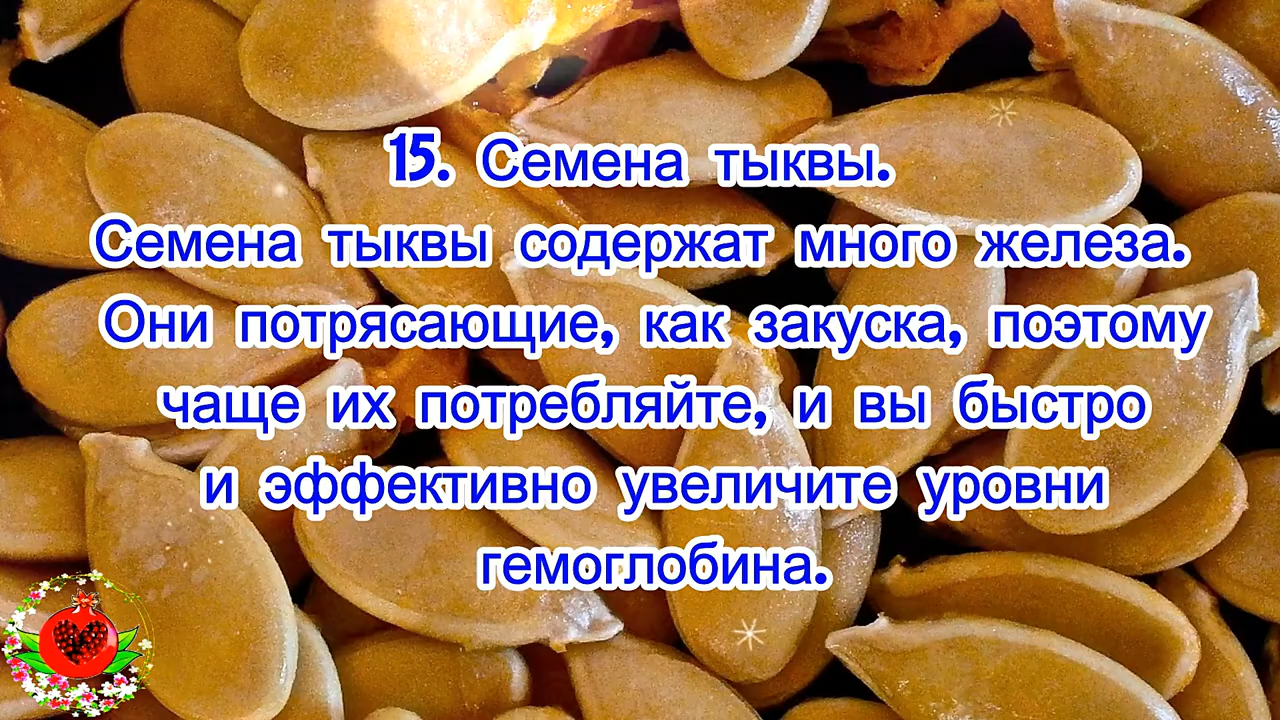 15. Семена тыквы.
Семена тыквы содержат много железа.
Они потрясающие, как закуска, поэтому
чаще их потребляйте, и вы быстро
и эффективно увеличите уровни
гемоглобина.